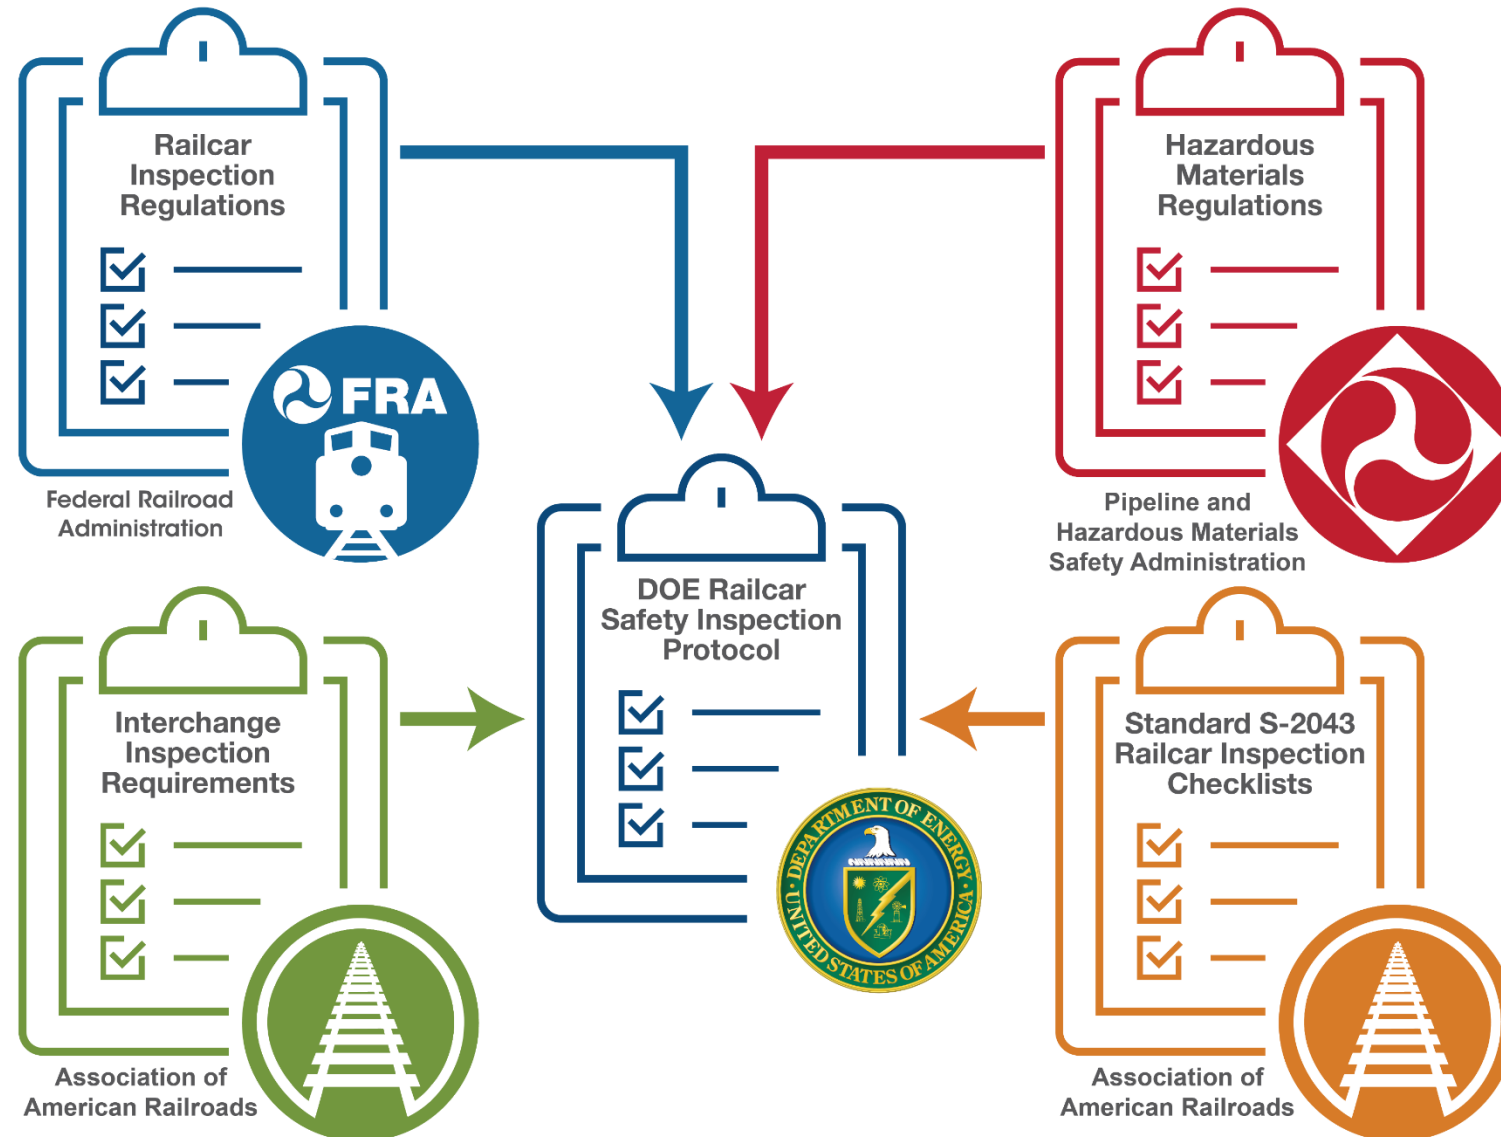 Railcar
Inspection
Regulations
FRA
Federal Railroad
Administration
Hazardous
Materials
Regulations
Pipeline and
Hazardous Materials
Safety Administration
DOE Railcar
Safety Inspection
Protocol
DEPARTMENT OF ENERGY
UNITED STATES OF AMERICA
Interchange
Inspection
Requirements
Association of
American Railroads
Standard S-2043
Railcar Inspection
Checklists
Association of
American Railroads